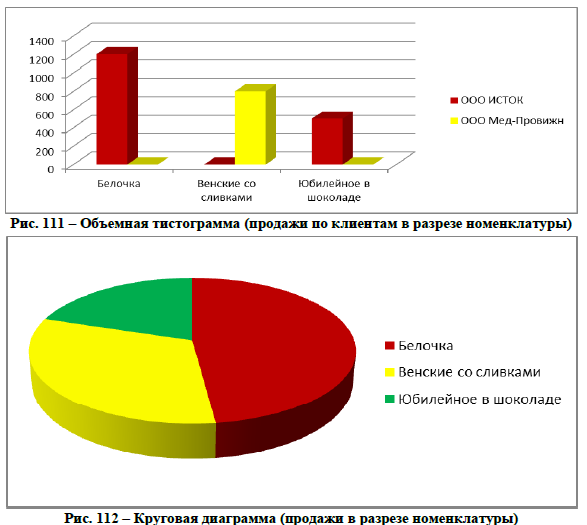 1400
1200
1000
800
600
400
200
0
Белочка
Венские со
сливками
Юбилейное в
шоколаде
ООО ИСТОК
ООО Мед-Провижн
Рис. 111 – Объемная тистограмма (продажи по клиентам в разрезе номенклатуры)
Белочка
Венские со сливками
Юбилейное в шоколаде
Рис. 112 – Круговая диаграмма (продажи в разрезе номенклатуры)